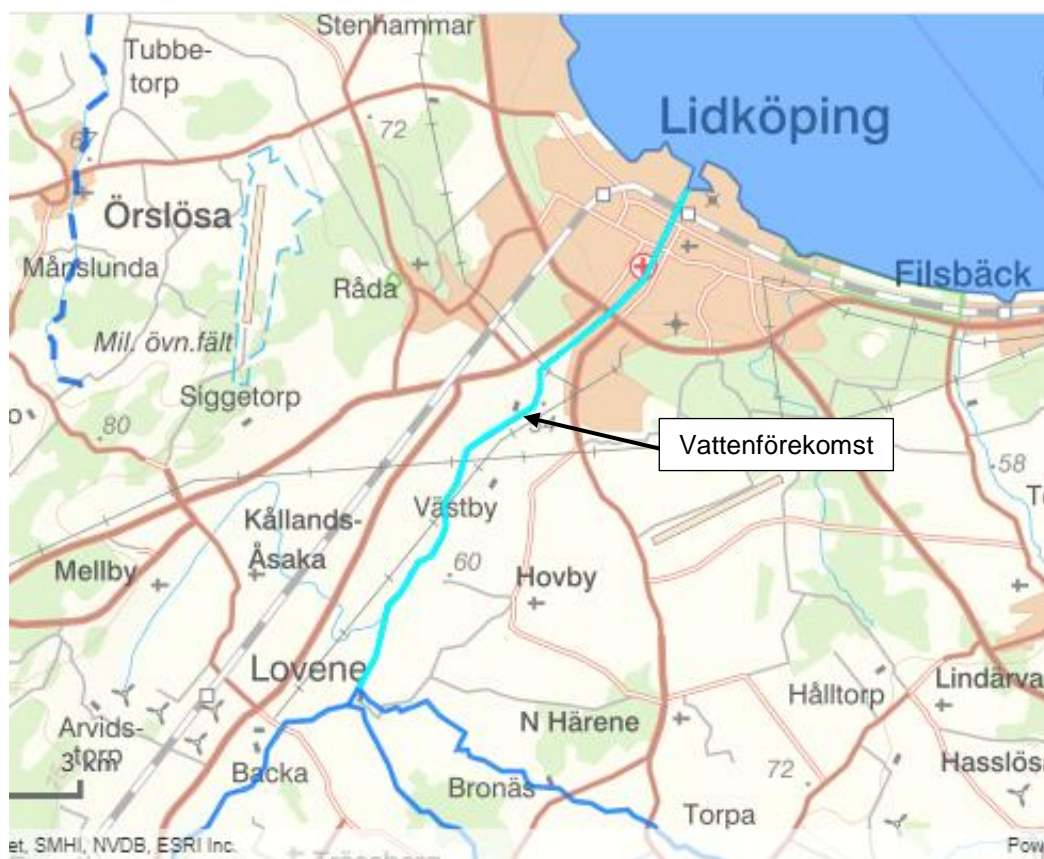 Stenhammar
Tubbe-
torp
72
Lidköping
67
Örslösa
Månslunda
Råda
Filsbäck
Mil. övn.fält
Siggetorp
80
Vattenförekomst
58
Västby
Kållands-
Åsaka
Mellby
60
Hovby
Lovene
Hålltorp
Lindärva
N Härene
Arvids-
torp
3 km
Backa
Bronäs
72
Hasslösa
Torpa
et, SMHI, NVDB, ESRI Inc.
Pow